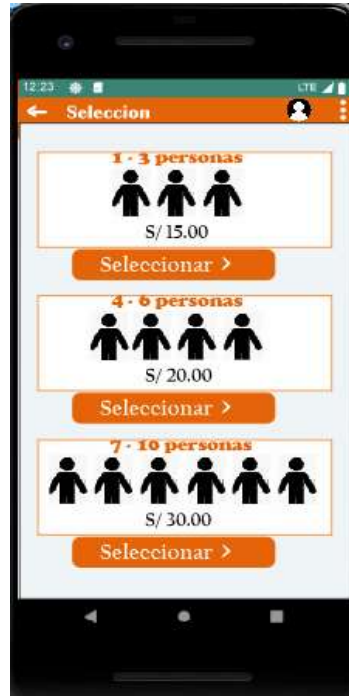 12:23 LTE
Seleccion
1 - 3 personas
S/ 15.00
Seleccionar >
4 - 6 personas
S/ 20.00
Seleccionar >
7 - 10 personas
S/ 30.00
Seleccionar >